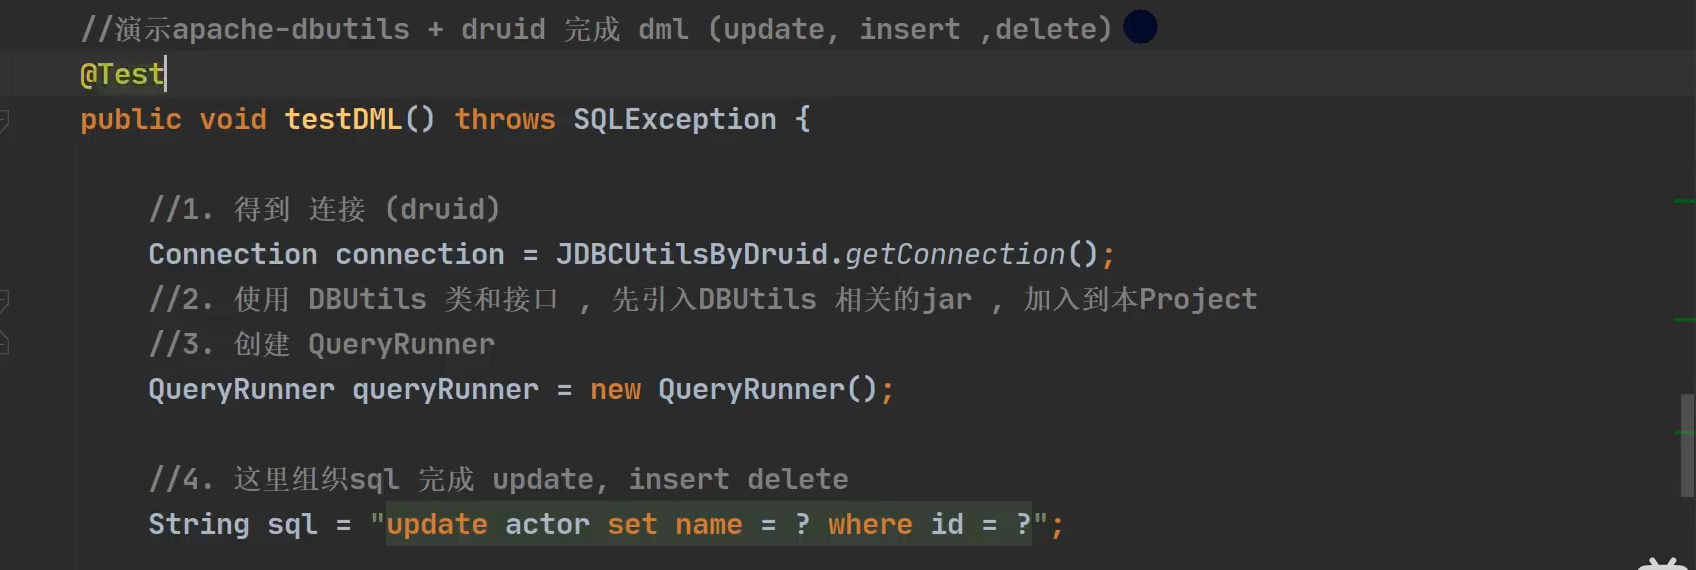 //演示apache-dbutils + druid 完成 dml (update, insert ,delete)
@Test
public void testDML() throws SQLException {
//1. 得到 连接 (druid)
Connection connection = JDBCUtilsByDruid.getConnection();
//2. 使用 DBUtils 类和接口 , 先引入DBUtils 相关的jar , 加入到本Project
//3. 创建 QueryRunner
QueryRunner queryRunner = new QueryRunner();
//4. 这里组织sql 完成 update, insert delete
String sql = "update actor set name = ? where id = ?";